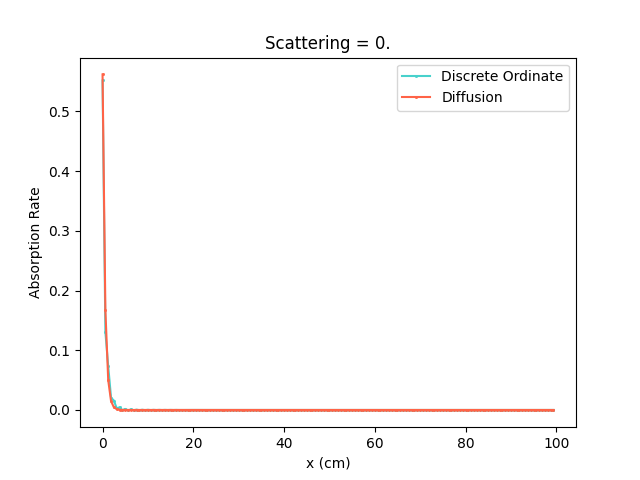 Scattering = 0.
Discrete Ordinate
Diffusion
Absorption Rate
0.5
0.4
0.3
0.2
0.1
0.0
0 20 40 60 80 100
x (cm)